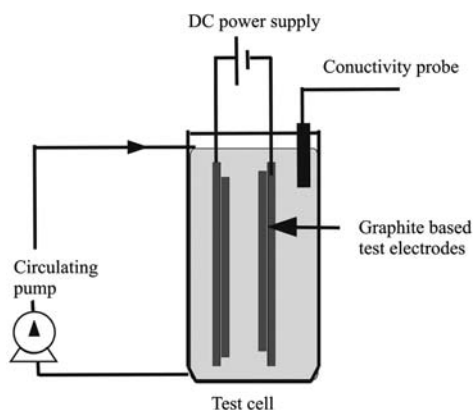 DC power supply
Conuctivity probe
Graphite based
test electrodes
Circulating
pump
Test cell